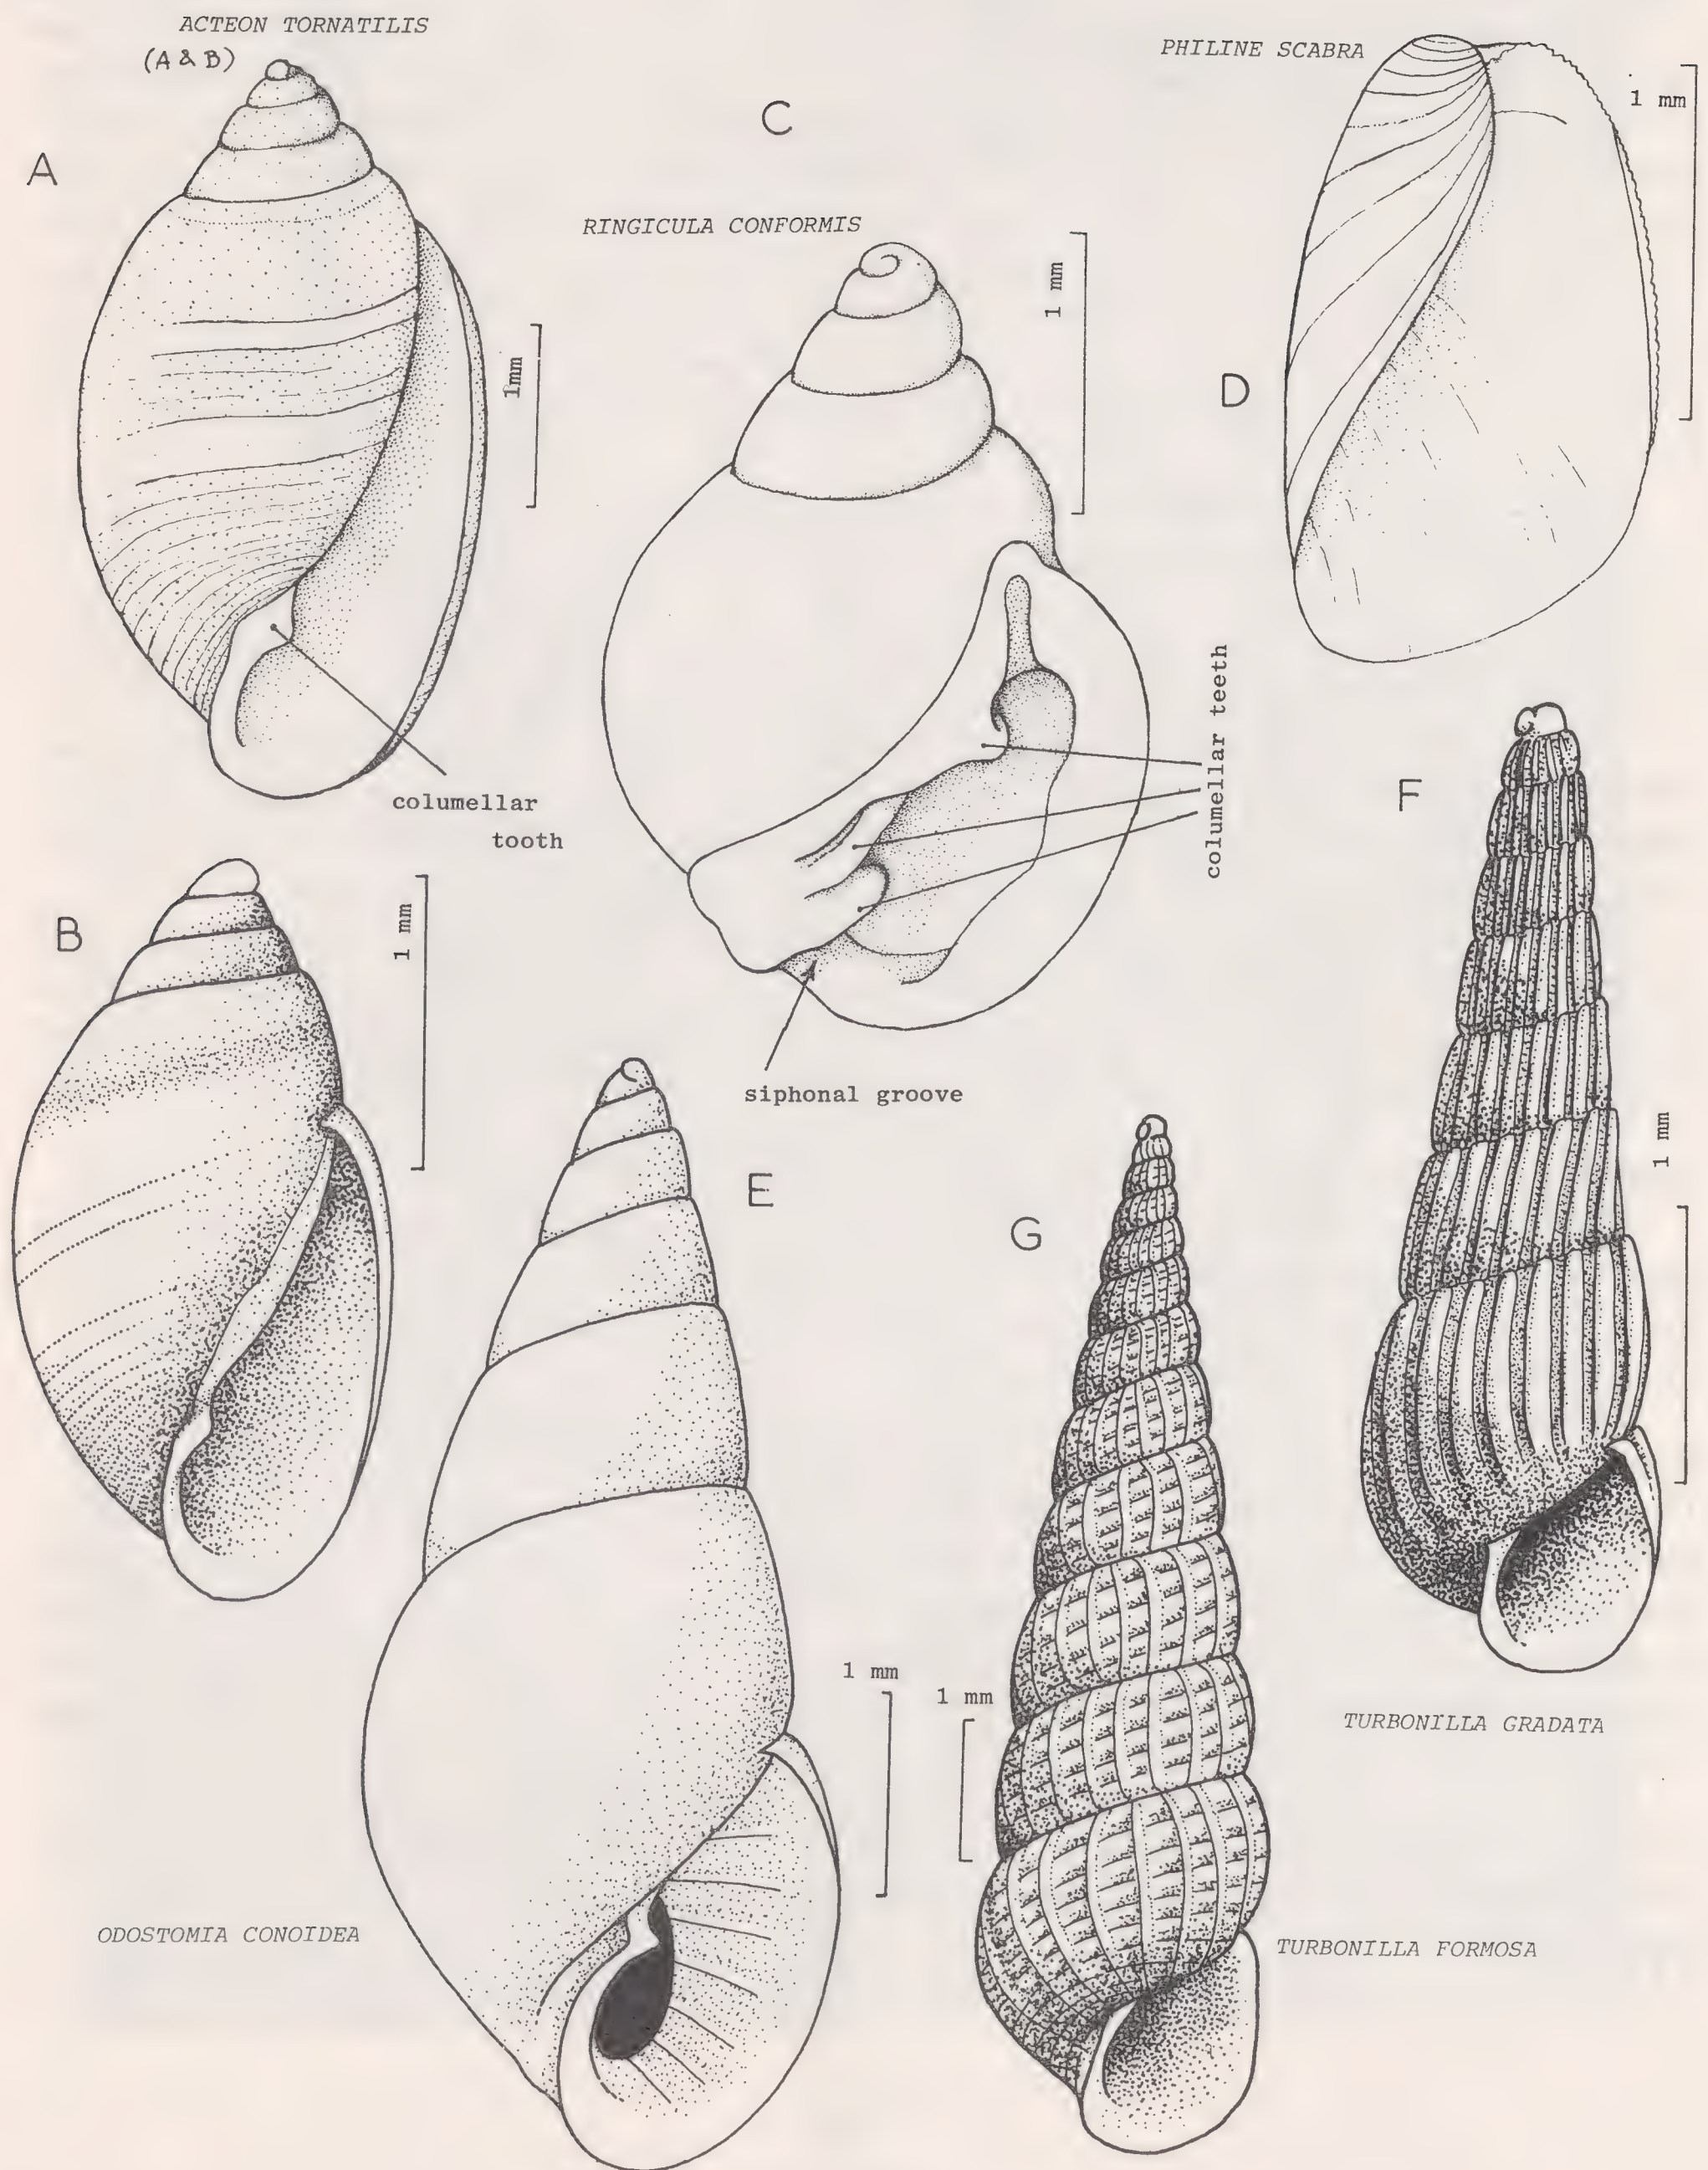 ACTEON TORNATILIS
(A & B)
PHILINE SCABRA
1 mm
C
A
RINGICULA CONFORMIS
1 mm
1mm
D
columellar teeth
columellar
tooth
F
B
1 mm
siphonal groove
1 mm
E
G
1 mm
1 mm
TURBONILLA GRADATA
ODOSTOMIA CONOIDEA
TURBONILLA FORMOSA